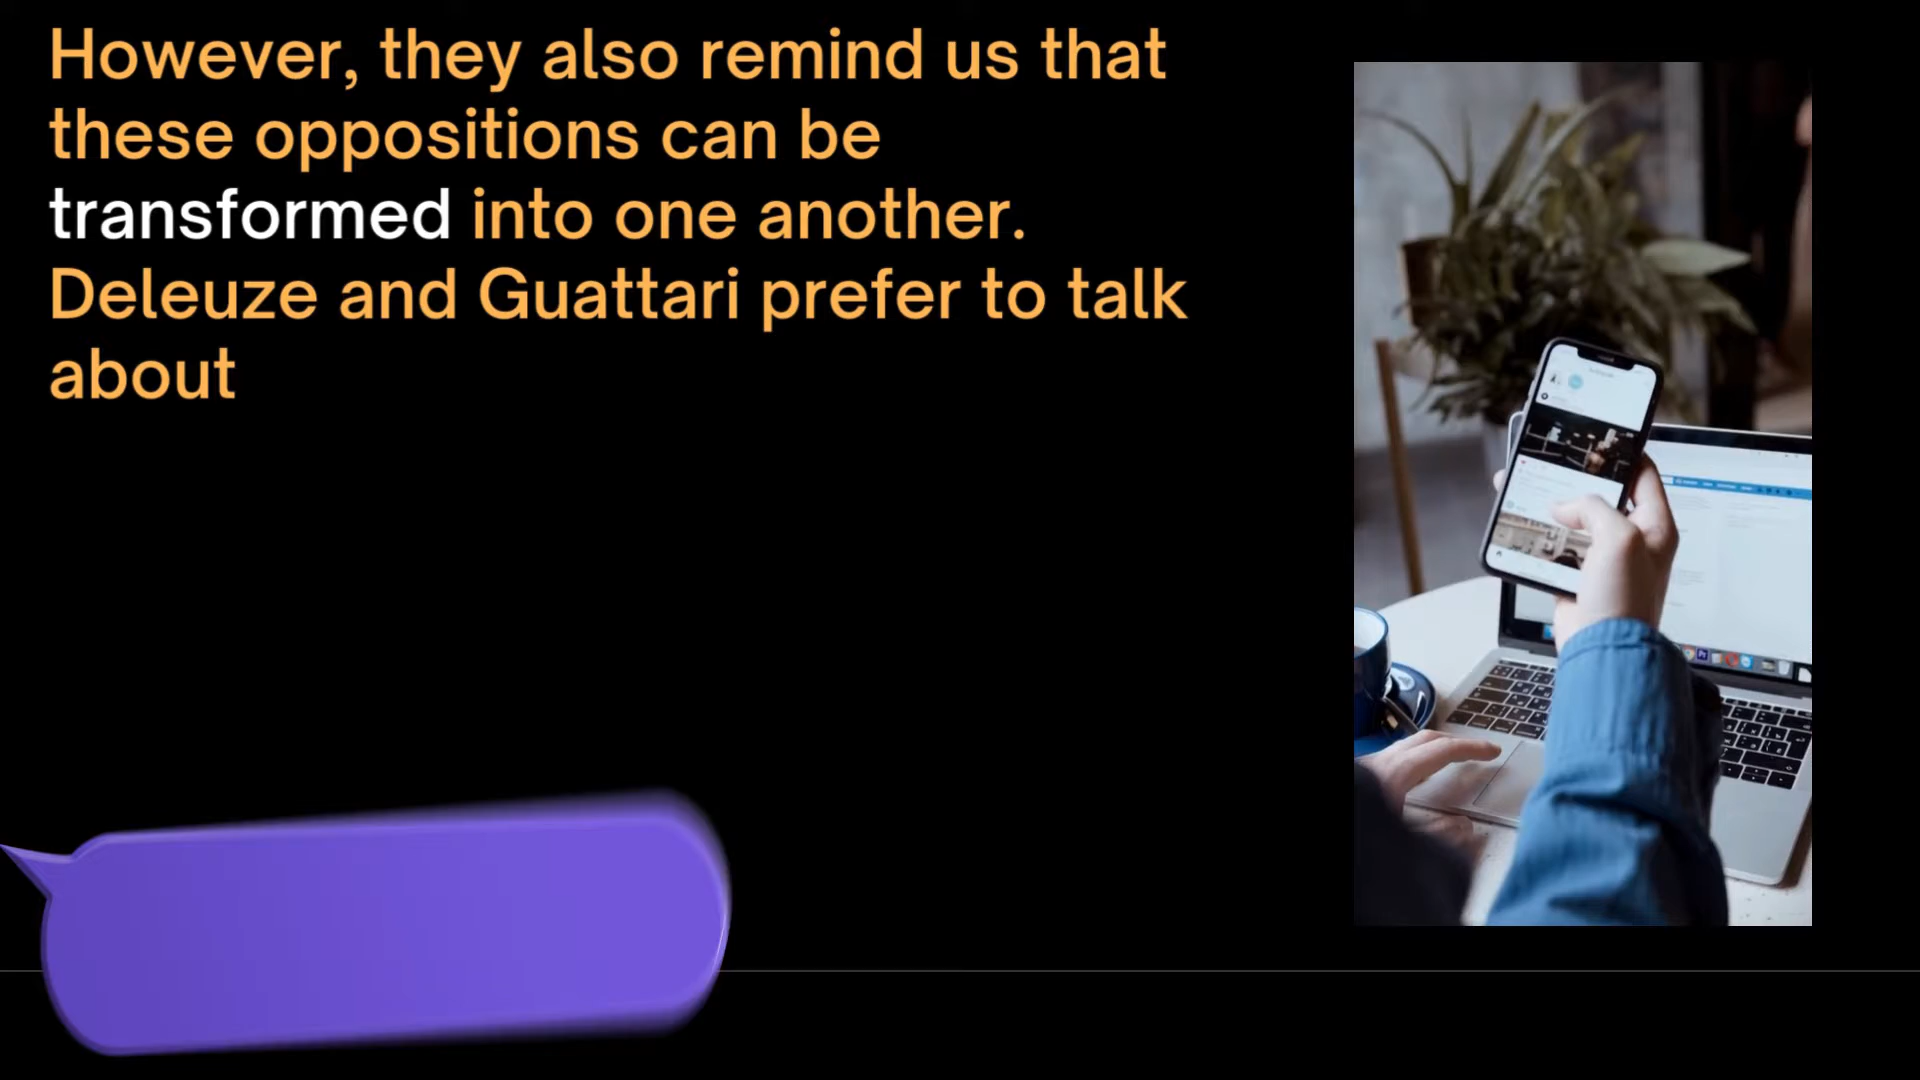 However, they also remind us that
these oppositions can be
transformed into one another.
Deleuze and Guattari prefer to talk
about